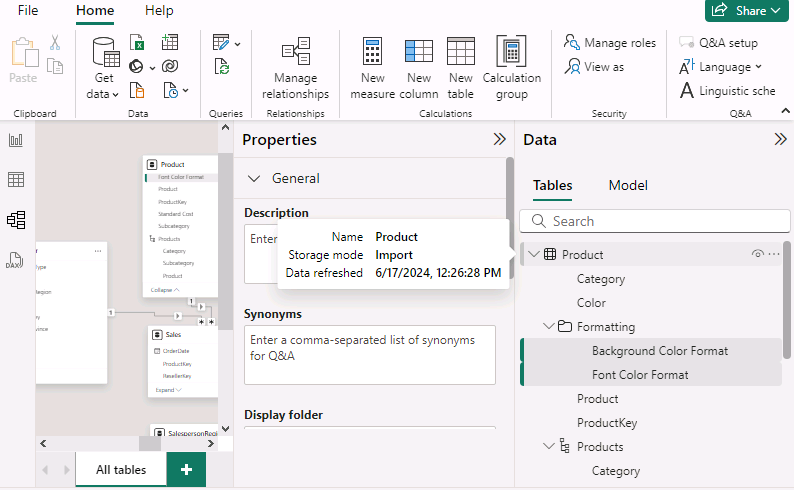 File
Home
Help
Share
Paste
Get data
New measure
New column
New table
Manage relationships
Calculation group
Manage roles
View as
Q&A setup
Language
Linguistic sche
Clipboard
Data
Queries
Relationships
Calculations
Security
Q&A
Product
Font Color Format
Product
ProductKey
Standard Cost
Subcategory
Products
Category
Subcategory
Product
Collapse
Type
Region
ince
1
1
* *
Sales
OrderDate
ProductKey
ResellerKey
Expand
SalespersonRegi
All tables
+
Properties
General
Description
Enter
Name Product
Storage mode Import
Data refreshed 6/17/2024, 12:26:28 PM
Synonyms
Enter a comma-separated list of synonyms
for Q&A
Display folder
Data
Tables
Model
Search
Product
Category
Color
Formatting
Background Color Format
Font Color Format
Product
ProductKey
Products
Category